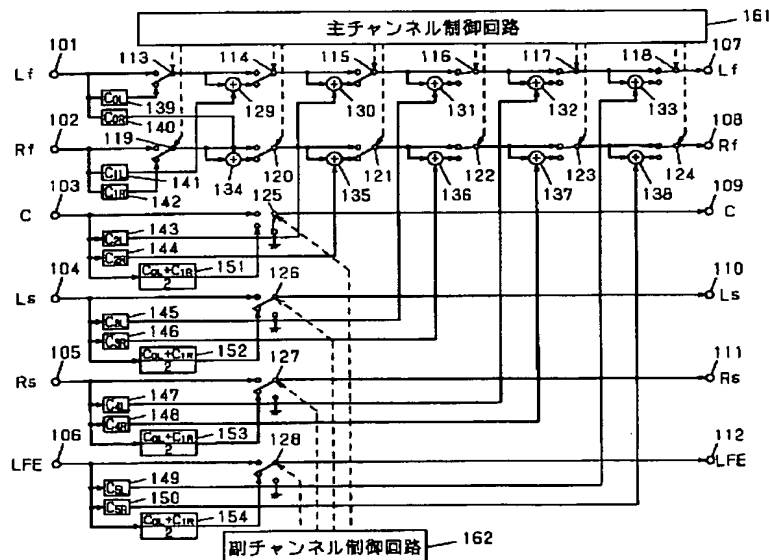 主チャンネル制御回路 161
101 113 114 115 116 117 118 107
Lf Lf
C0L 139 129 130 131 132 133
102 C0R 140 108
Rf 119 Rf
C1L 141 134 120 135 121 136 122 137 123 138 124
103 C1R 142 125 109
C C
C2L 143
C2R 144
104 C0L+C1R/2 151 126 110
Ls Ls
C3L 145
C3R 146
105 C0L+C1R/2 152 127 111
Rs Rs
C4L 147
C4R 148
106 C0L+C1R/2 153 128 112
LFE LFE
C5L 149
C5R 150
C0L+C1R/2 154
副チャンネル制御回路 162